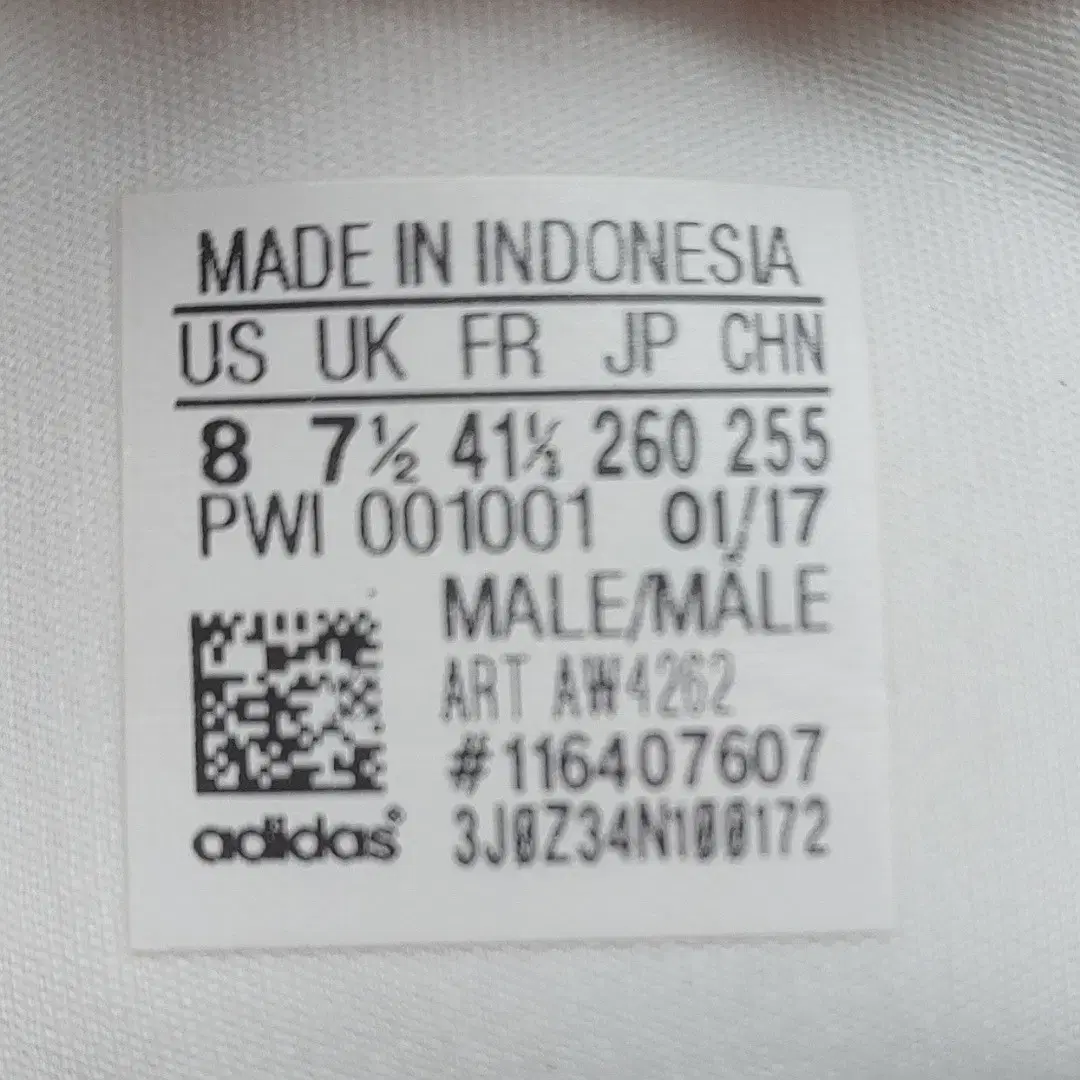 MADE IN INDONESIA
US UK FR JP CHN
8 7½ 41⅓ 260 255
PWI 001001 01/17
MALE/MÂLE
ART AW4262
#116407607
adidas® 3J0Z34N100172